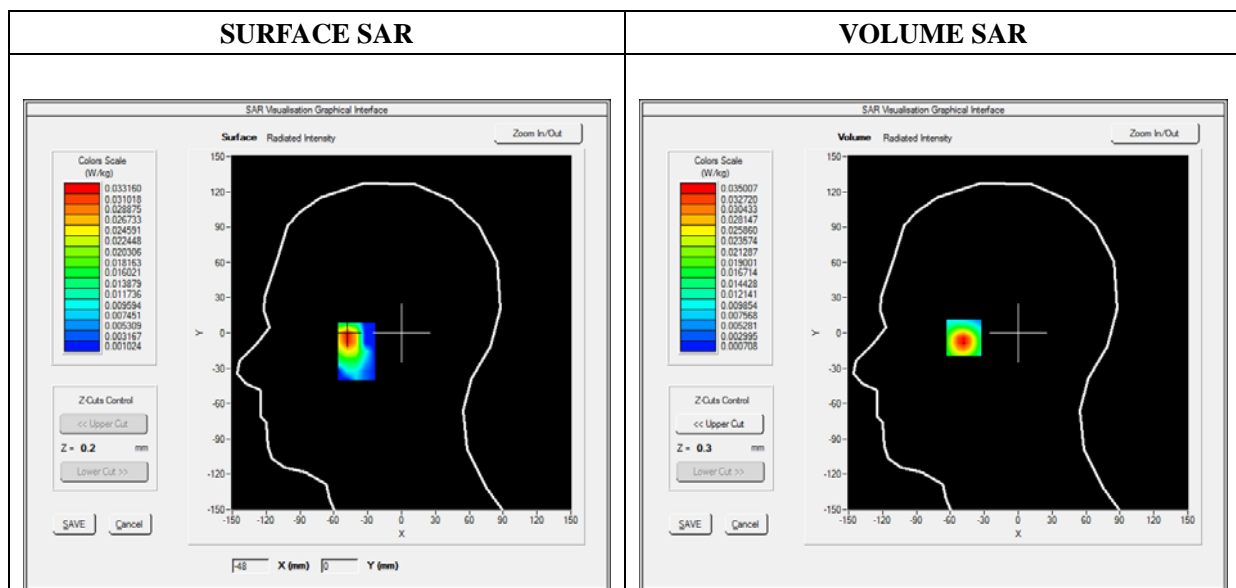 SURFACE SAR
VOLUME SAR
SAR Visualisation Graphical Interface
Surface Radiated Intensity
Zoom In/Out
Colors Scale
(W/kg)
0.033160
0.031018
0.028875
0.026733
0.024591
0.022448
0.020306
0.018163
0.016021
0.013879
0.011736
0.009594
0.007451
0.005309
0.003167
0.001024
Z-Cuts Control
<< Upper Cut
Z = 0.2 mm
Lower Cut >>
SAVE Cancel
150
120
90
60
30
0
-30
-60
-90
-120
-150
Y
-150 -120 -90 -60 -30 0 30 60 90 120 150
X
-48 X (mm) 0 Y (mm)
SAR Visualisation Graphical Interface
Volume Radiated Intensity
Zoom In/Out
Colors Scale
(W/kg)
0.035007
0.032720
0.030433
0.028147
0.025860
0.023574
0.021287
0.019001
0.016714
0.014428
0.012141
0.009854
0.007568
0.005281
0.002995
0.000708
Z-Cuts Control
<< Upper Cut
Z = 0.3 mm
Lower Cut >>
SAVE Cancel
150
120
90
60
30
0
-30
-60
-90
-120
-150
Y
-150 -120 -90 -60 -30 0 30 60 90 120 150
X